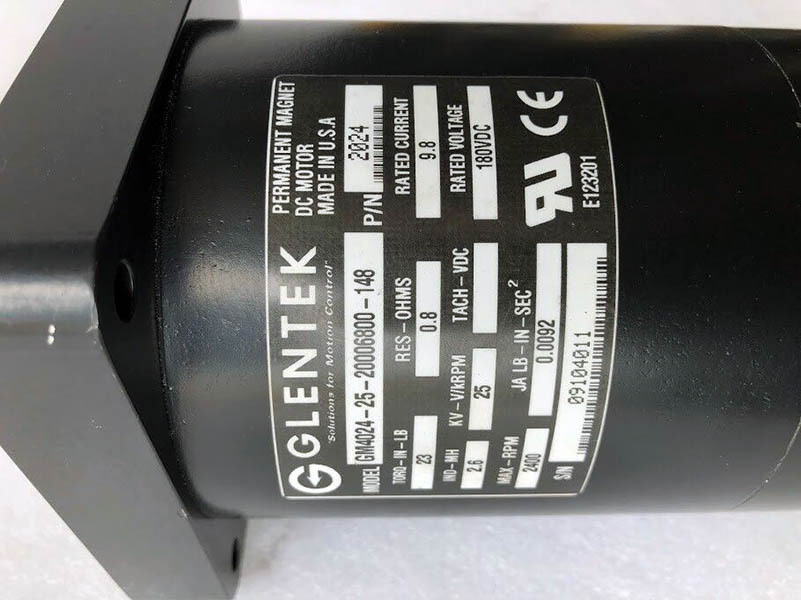 GLENTEK
"Solutions for Motion Control"
PERMANENT MAGNET
DC MOTOR
MADE IN U.S.A
MODEL GM4024-25-20006800-148
P/N 2024
TORQ-IN-LB 23
RES-OHMS 0.8
RATED CURRENT 9.8
IND-MH 2.6
KV-V/KRPM 25
TACH-VDC
RATED VOLTAGE 180VDC
MAX-RPM 2400
JA LB-IN-SEC² 0.0092
RU CE
S/N 09104011
E123201